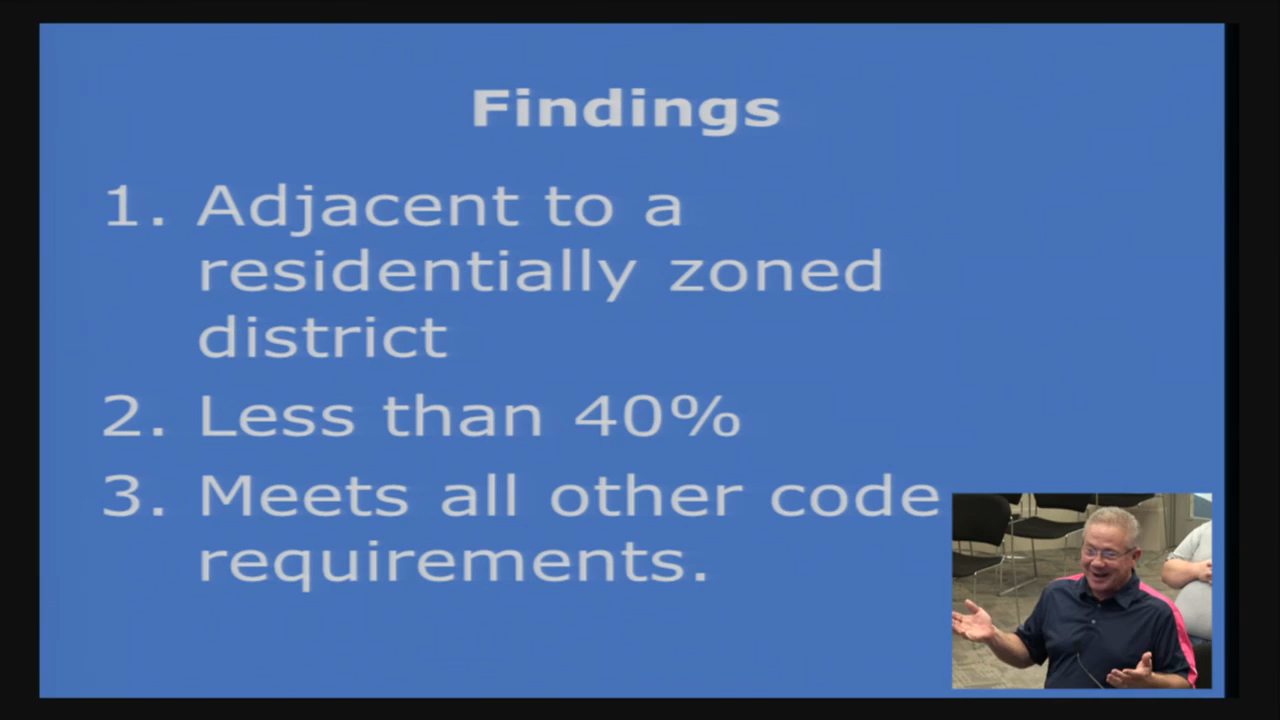 Findings
1. Adjacent to a
residentially zoned
district
2. Less than 40%
3. Meets all other code
requirements.